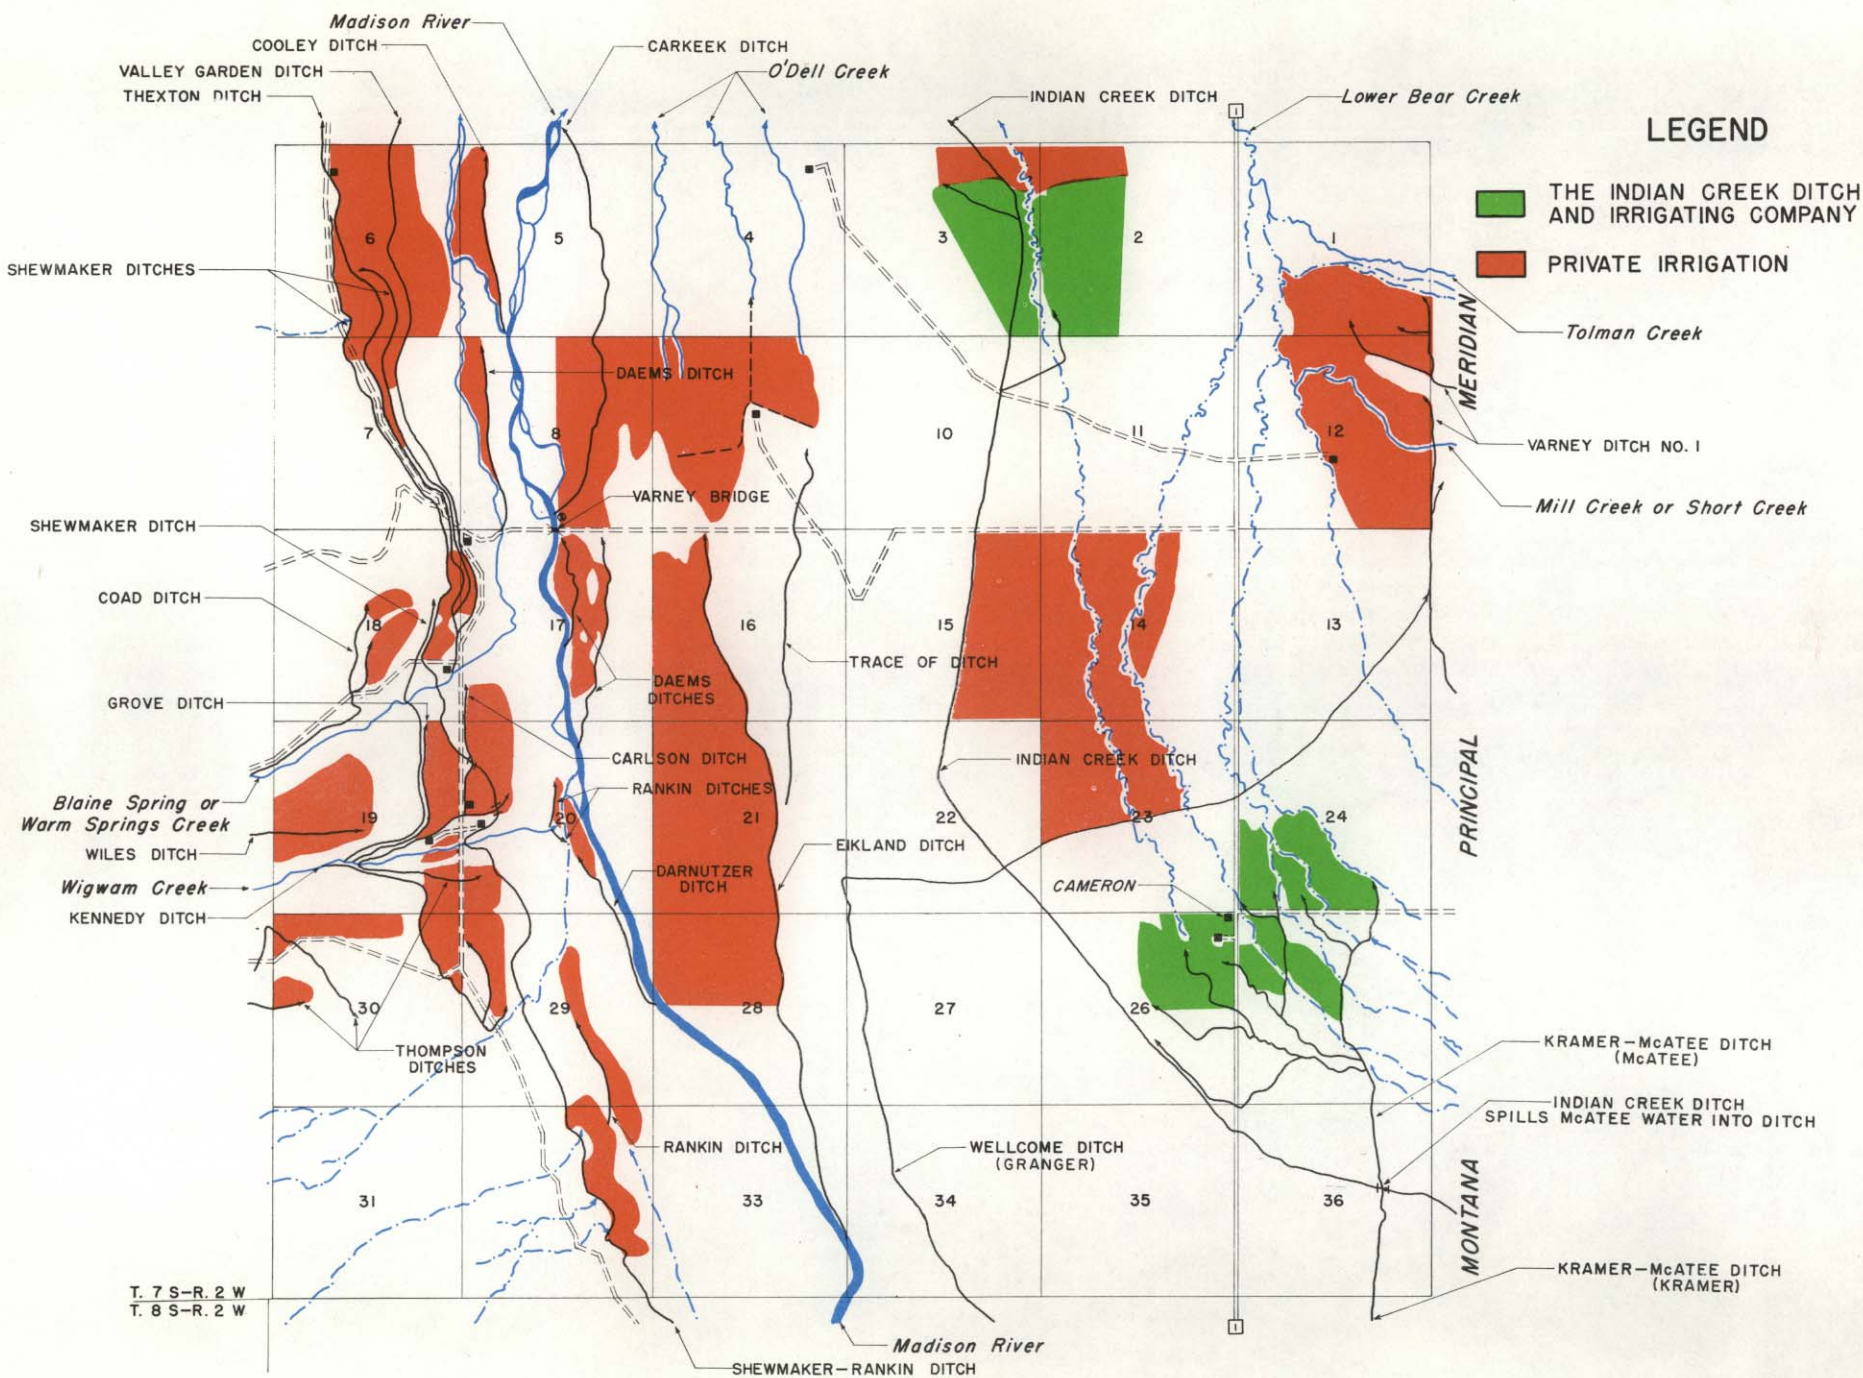 Madison River
COOLEY DITCH
CARKEEK DITCH
VALLEY GARDEN DITCH
O'Dell Creek
THEXTON DITCH
INDIAN CREEK DITCH
1
Lower Bear Creek
LEGEND
THE INDIAN CREEK DITCH
AND IRRIGATING COMPANY
PRIVATE IRRIGATION
6
5
4
3
2
1
SHEWMAKER DITCHES
MERIDIAN
Tolman Creek
DAEMS DITCH
7
8
10
11
12
VARNEY DITCH NO. 1
VARNEY BRIDGE
Mill Creek or Short Creek
SHEWMAKER DITCH
COAD DITCH
18
17
16
15
14
13
TRACE OF DITCH
DAEMS
DITCHES
GROVE DITCH
CARLSON DITCH
INDIAN CREEK DITCH
PRINCIPAL
RANKIN DITCHES
Blaine Spring or
Warm Springs Creek
19
20
21
22
23
24
WILES DITCH
EIKLAND DITCH
DARNUTZER
DITCH
Wigwam Creek
CAMERON
KENNEDY DITCH
30
29
28
27
26
THOMPSON
DITCHES
KRAMER-McATEE DITCH
(McATEE)
INDIAN CREEK DITCH
SPILLS McATEE WATER INTO DITCH
RANKIN DITCH
WELLCOME DITCH
(GRANGER)
31
33
34
35
36
MONTANA
KRAMER-McATEE DITCH
(KRAMER)
T. 7 S-R. 2 W
T. 8 S-R. 2 W
1
Madison River
SHEWMAKER-RANKIN DITCH